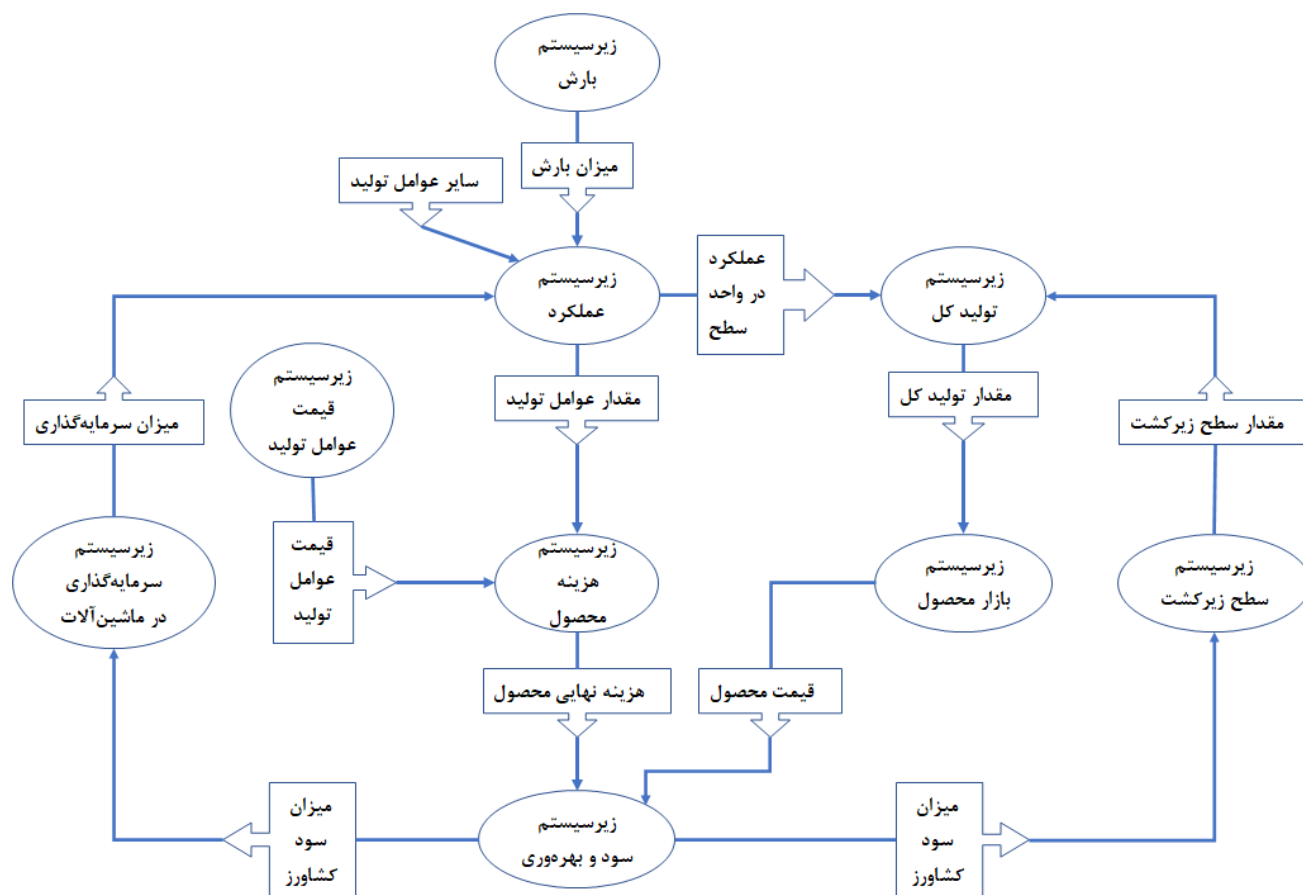 زیرسیستم
بارش
میزان بارش
سایر عوامل تولید
زیرسیستم
عملکرد
عملکرد
در واحد
سطح
زیرسیستم
تولید کل
زیرسیستم
قیمت
عوامل تولید
مقدار عوامل تولید
مقدار تولید کل
میزان سرمایه‌گذاری
مقدار سطح زیرکشت
زیرسیستم
سرمایه‌گذاری
در ماشین‌آلات
قیمت
عوامل
تولید
زیرسیستم
هزینه
محصول
زیرسیستم
بازار محصول
زیرسیستم
سطح زیرکشت
هزینه نهایی محصول
قیمت محصول
میزان
سود
کشاورز
زیرسیستم
سود و بهره‌وری
میزان
سود
کشاورز